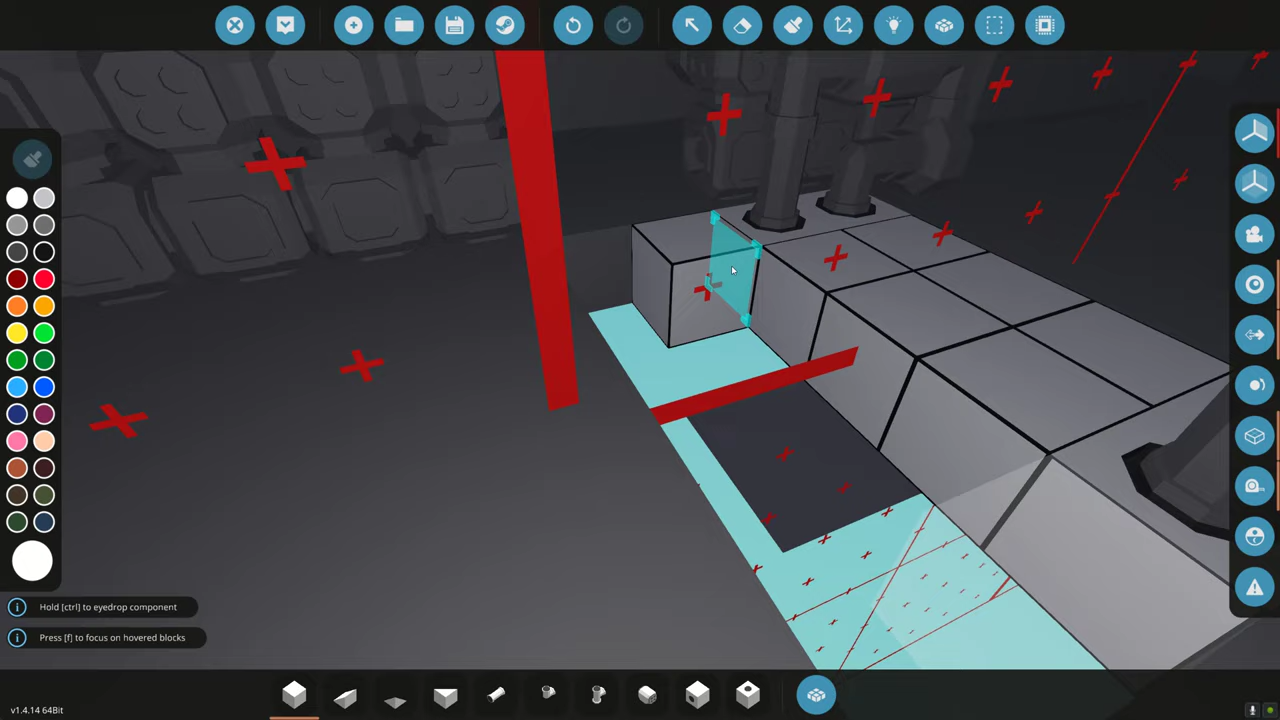 Hold [ctrl] to eyedrop component
Press [f] to focus on hovered blocks
v1.4.14 64Bit